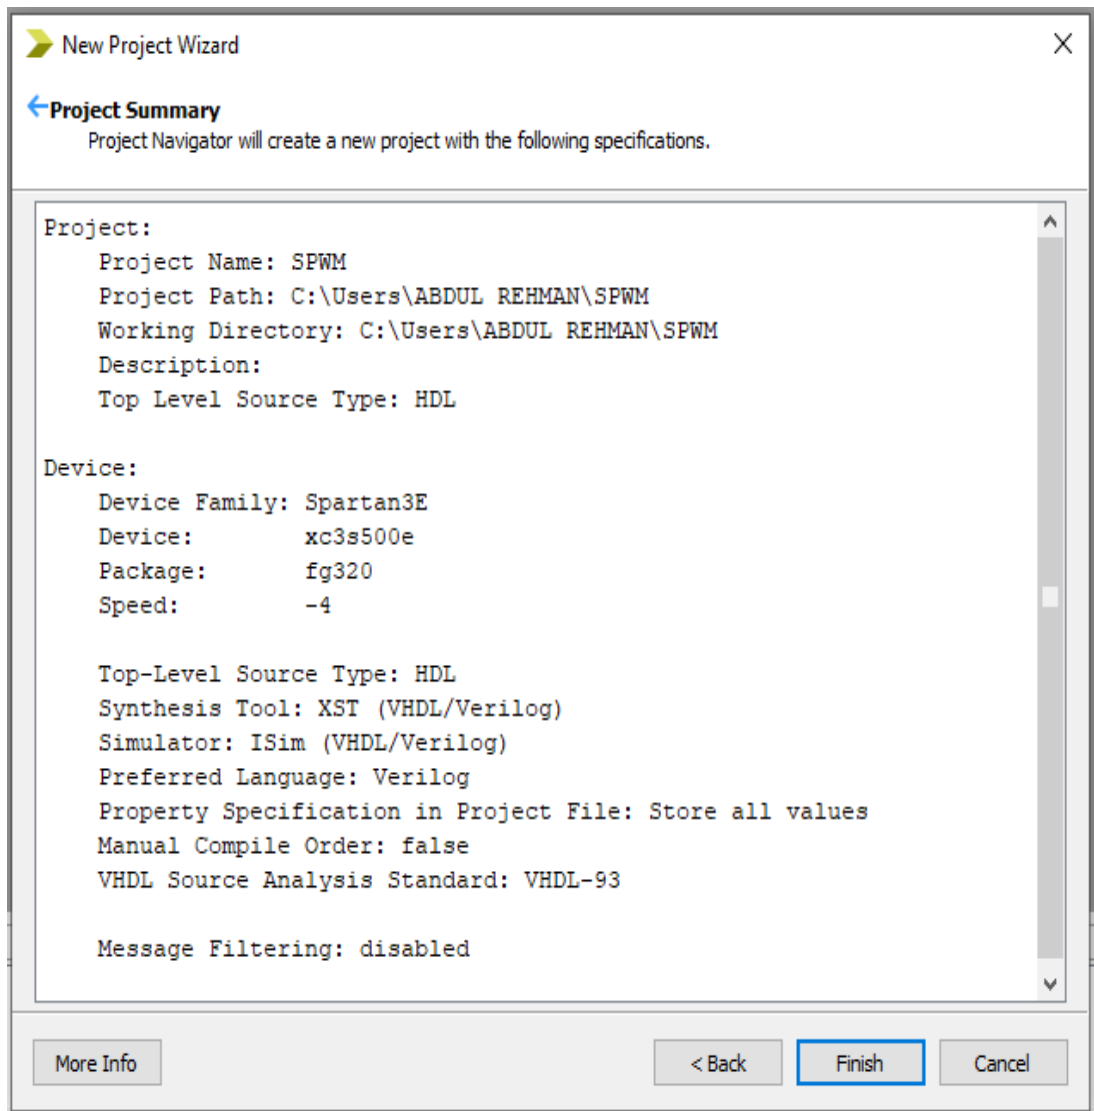 New Project Wizard
Project Summary
Project Navigator will create a new project with the following specifications.
Project:
Project Name: SPWM
Project Path: C:\Users\ABDUL REHMAN\SPWM
Working Directory: C:\Users\ABDUL REHMAN\SPWM
Description:
Top Level Source Type: HDL
Device:
Device Family: Spartan3E
Device: xc3s500e
Package: fg320
Speed: -4
Top-Level Source Type: HDL
Synthesis Tool: XST (VHDL/Verilog)
Simulator: ISim (VHDL/Verilog)
Preferred Language: Verilog
Property Specification in Project File: Store all values
Manual Compile Order: false
VHDL Source Analysis Standard: VHDL-93
Message Filtering: disabled
More Info < Back Finish Cancel